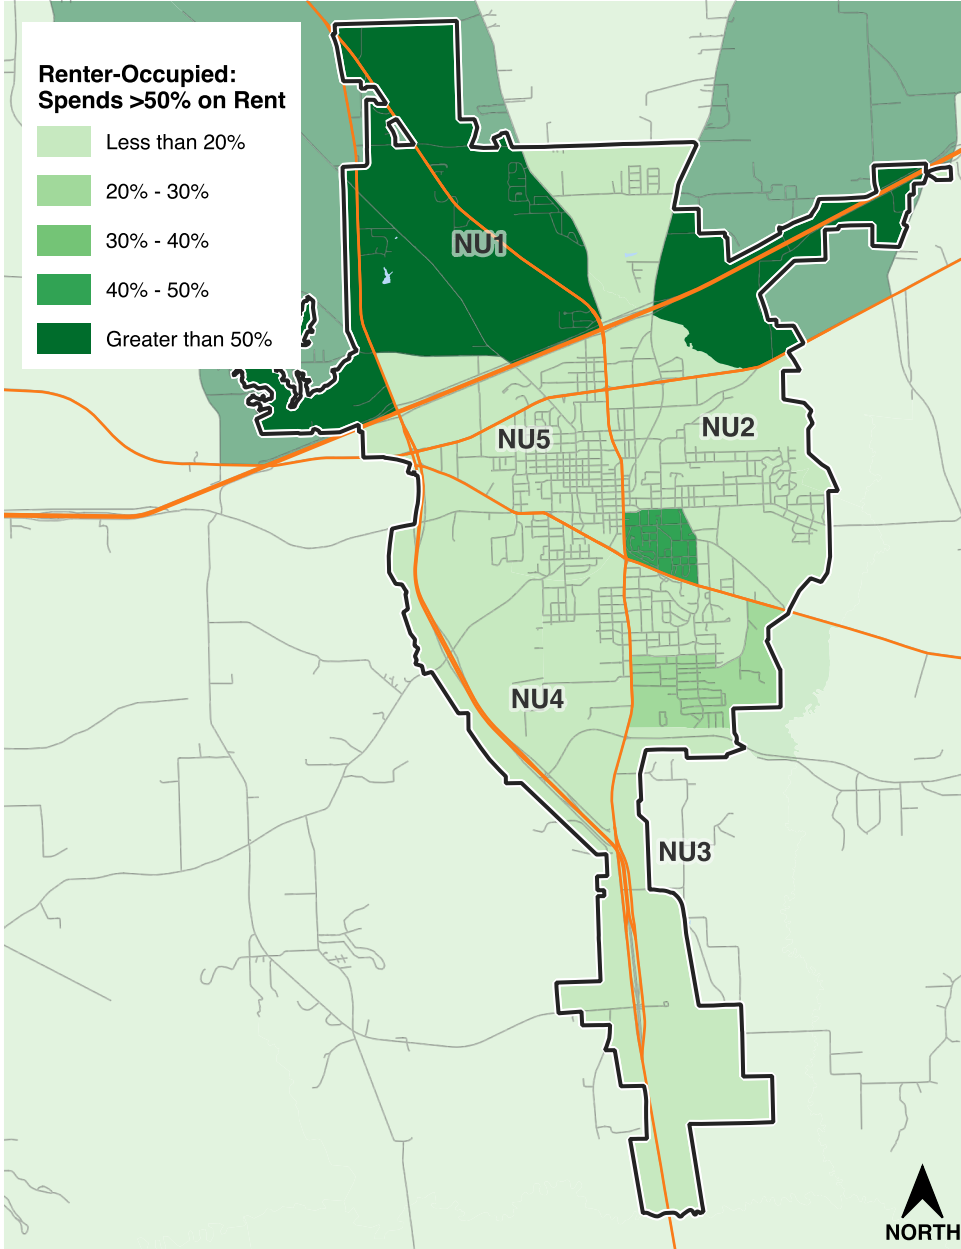 Renter-Occupied:
Spends >50% on Rent
Less than 20%
20% - 30%
30% - 40%
40% - 50%
Greater than 50%
NU1
NU2
NU5
NU4
NU3
NORTH